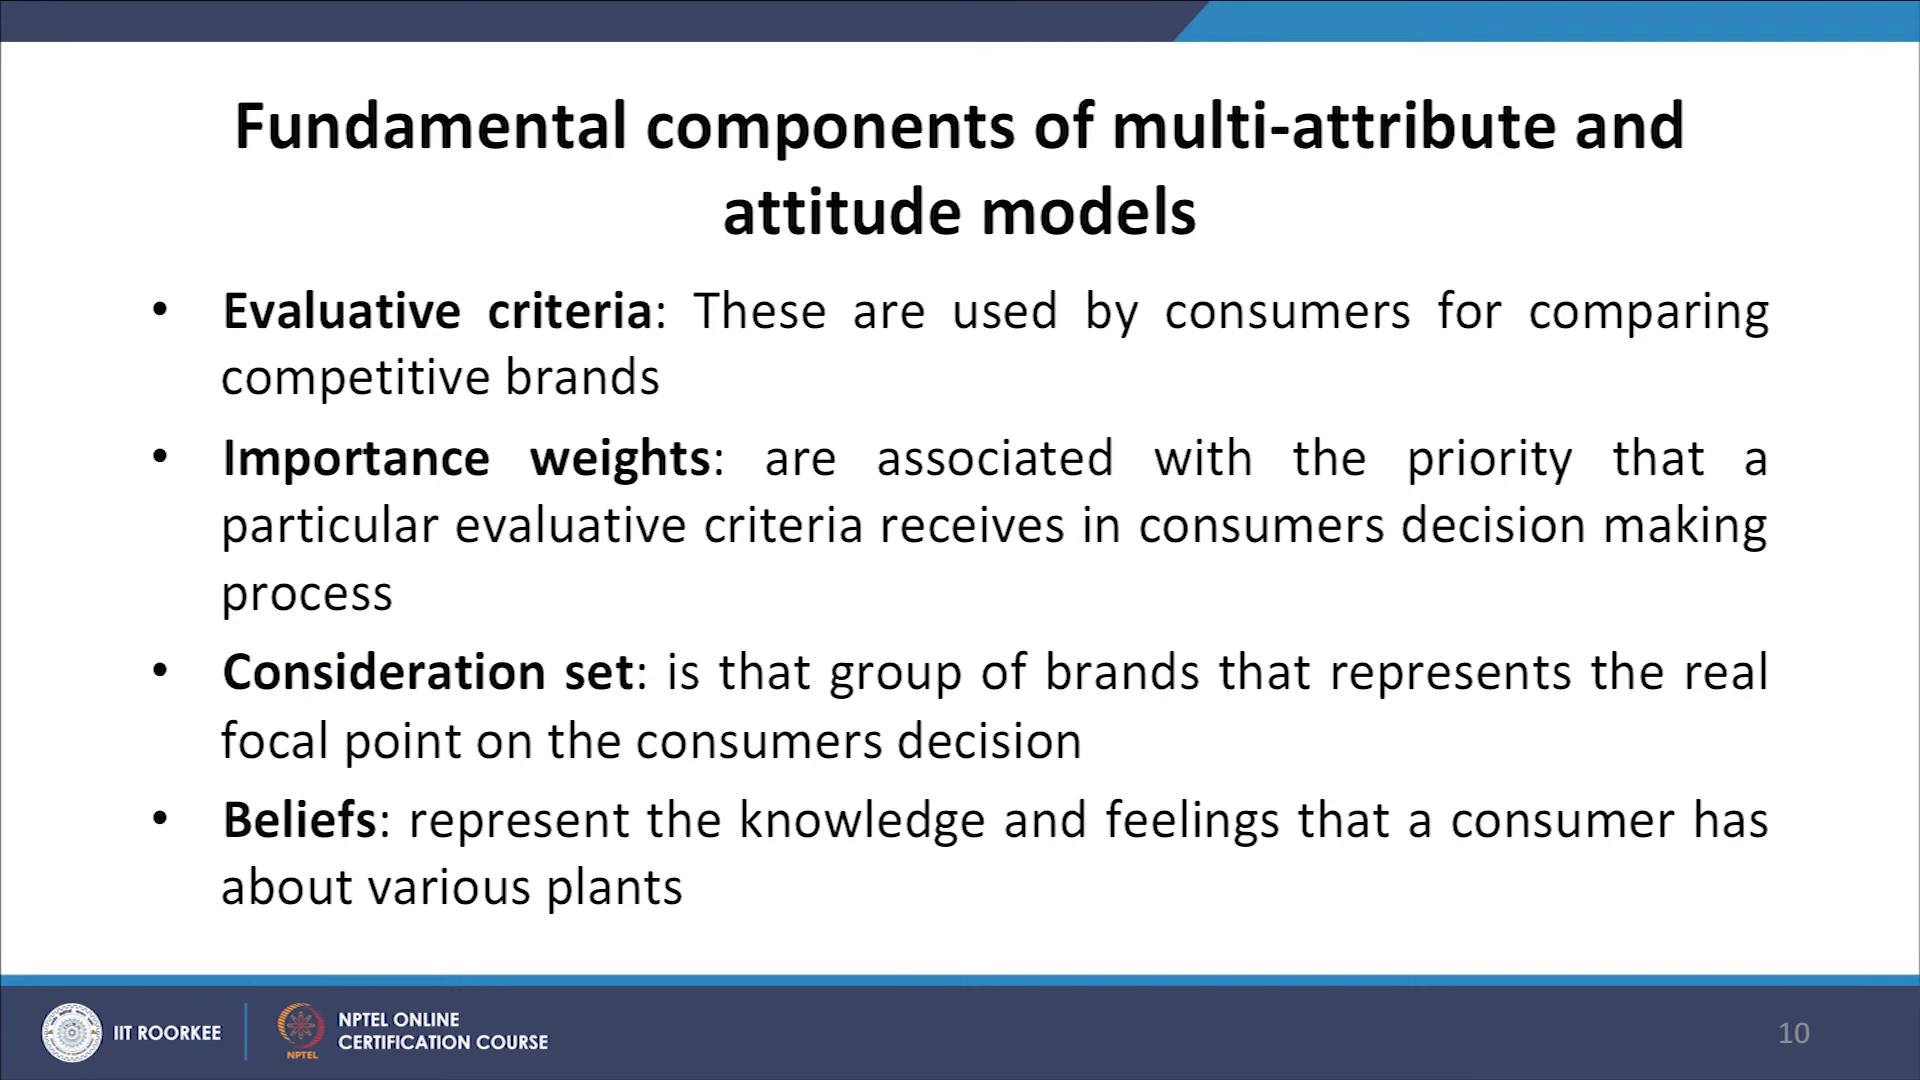 Fundamental components of multi-attribute and
attitude models
• Evaluative criteria: These are used by consumers for comparing
competitive brands
• Importance weights: are associated with the priority that a
particular evaluative criteria receives in consumers decision making
process
• Consideration set: is that group of brands that represents the real
focal point on the consumers decision
• Beliefs: represent the knowledge and feelings that a consumer has
about various plants
IIT ROORKEE
NPTEL
NPTEL ONLINE
CERTIFICATION COURSE
10